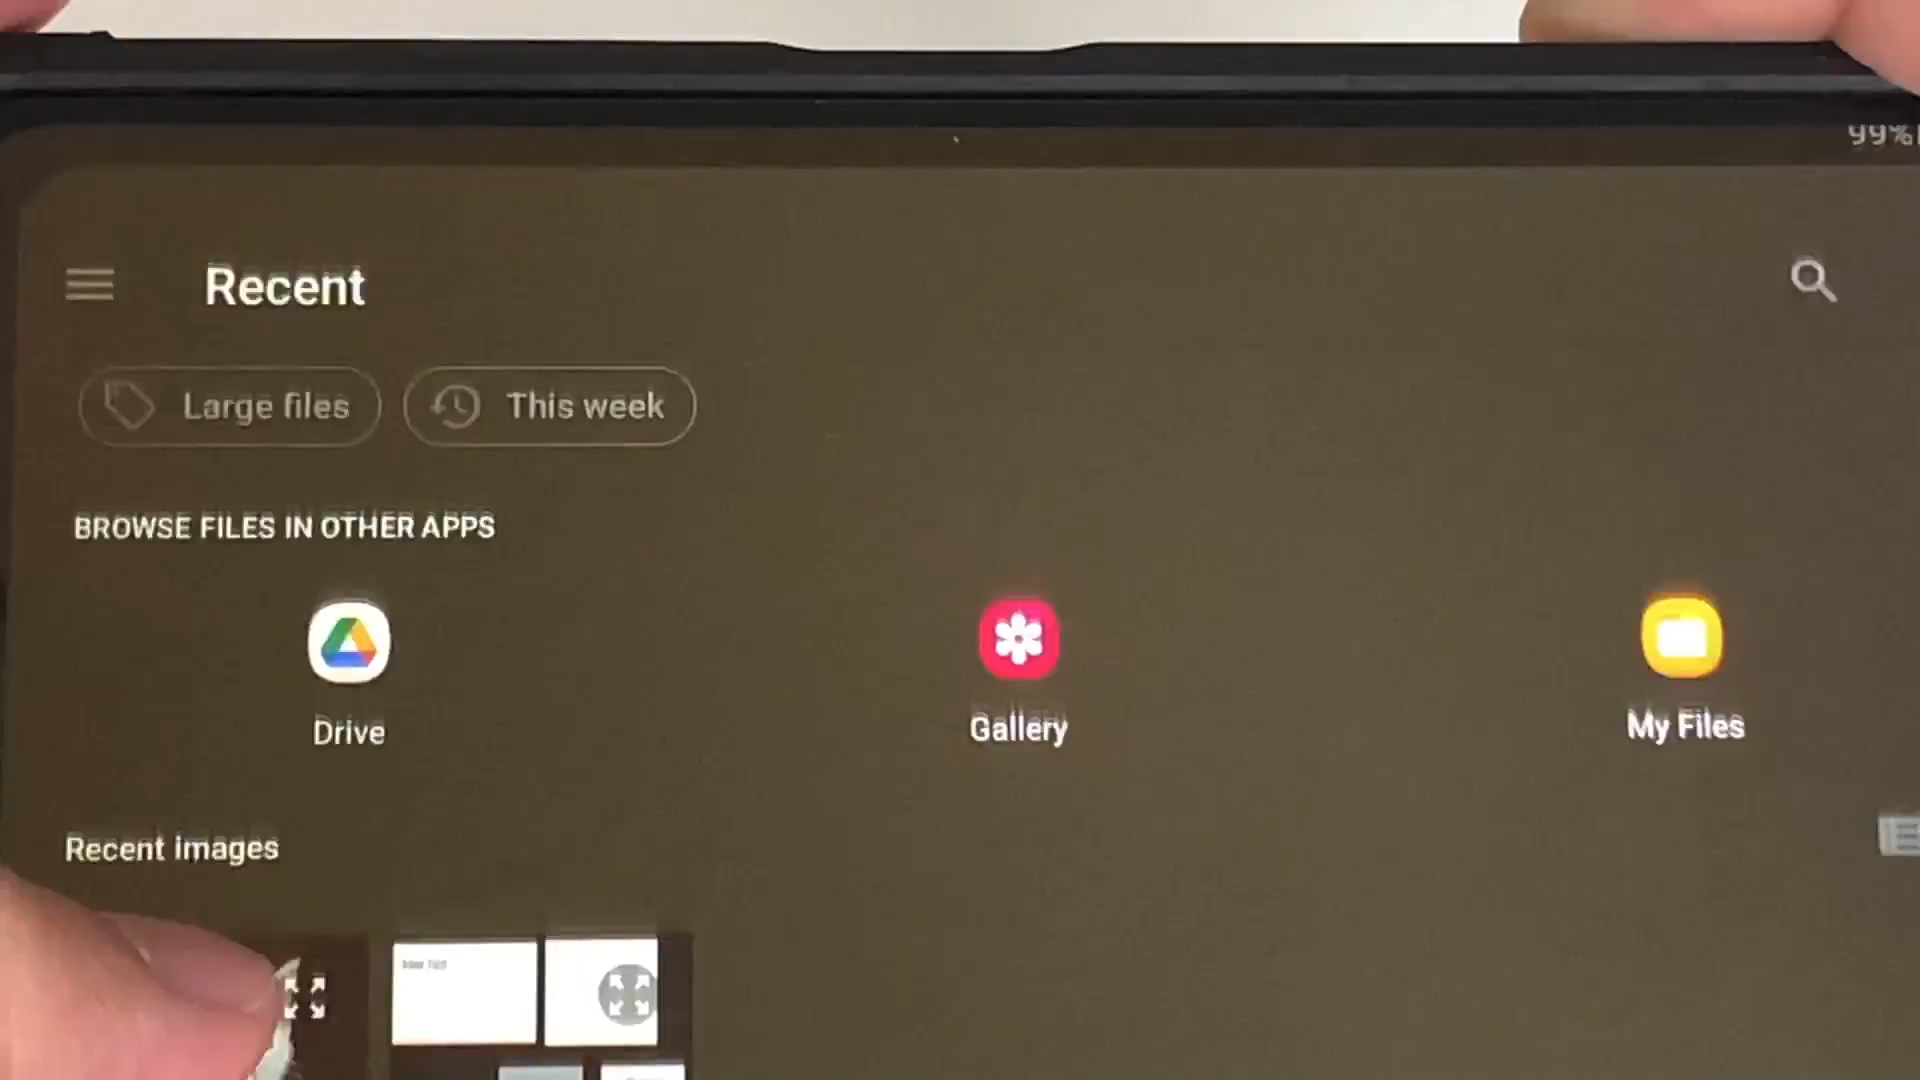 99%
Recent
Large files
This week
BROWSE FILES IN OTHER APPS
Drive
Gallery
My Files
Recent images